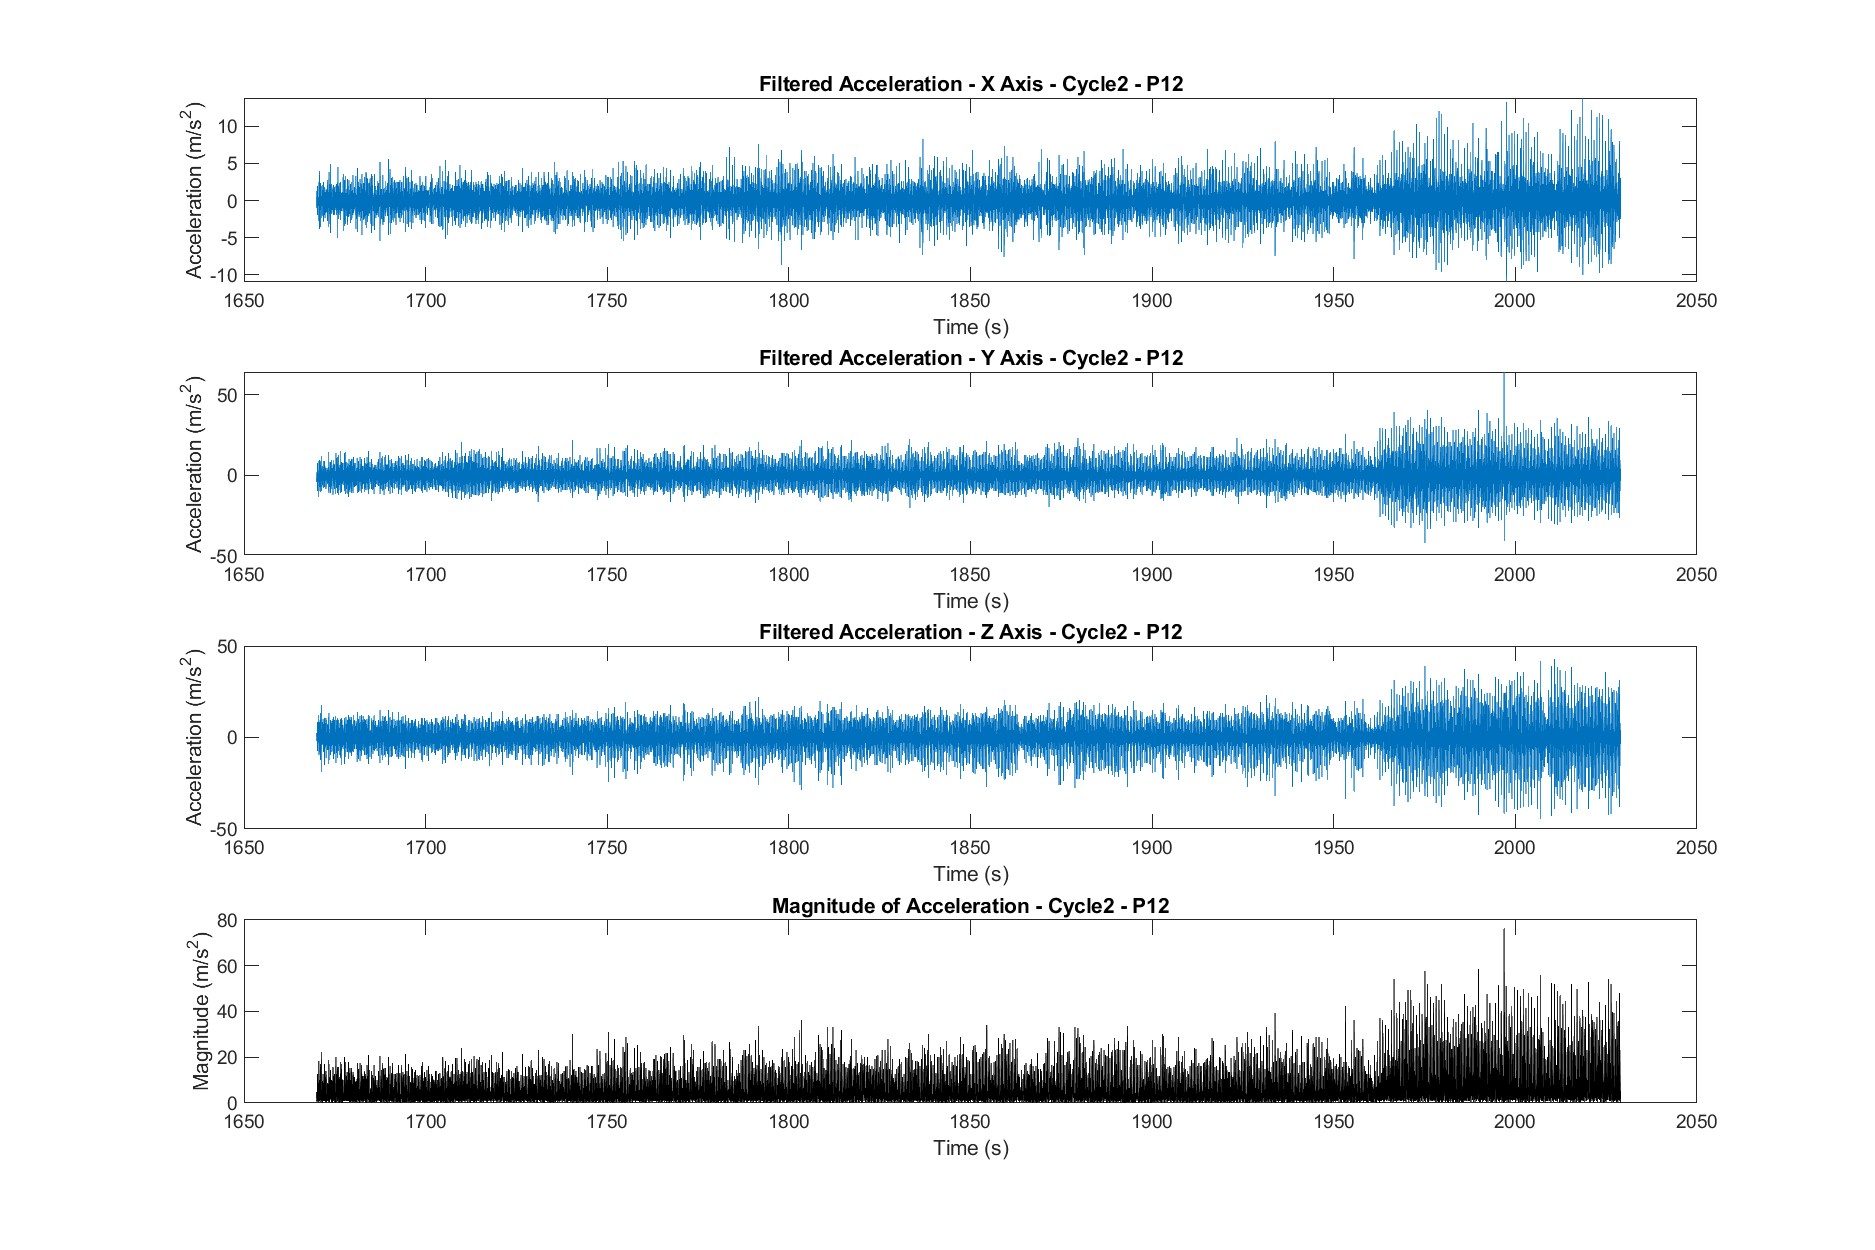 Filtered Acceleration - X Axis - Cycle2 - P12
Acceleration (m/s²)
10
5
0
-5
-10
1650 1700 1750 1800 1850 1900 1950 2000 2050
Time (s)
Filtered Acceleration - Y Axis - Cycle2 - P12
Acceleration (m/s²)
50
0
-50
1650 1700 1750 1800 1850 1900 1950 2000 2050
Time (s)
Filtered Acceleration - Z Axis - Cycle2 - P12
Acceleration (m/s²)
50
0
-50
1650 1700 1750 1800 1850 1900 1950 2000 2050
Time (s)
Magnitude of Acceleration - Cycle2 - P12
Magnitude (m/s²)
80
60
40
20
0
1650 1700 1750 1800 1850 1900 1950 2000 2050
Time (s)